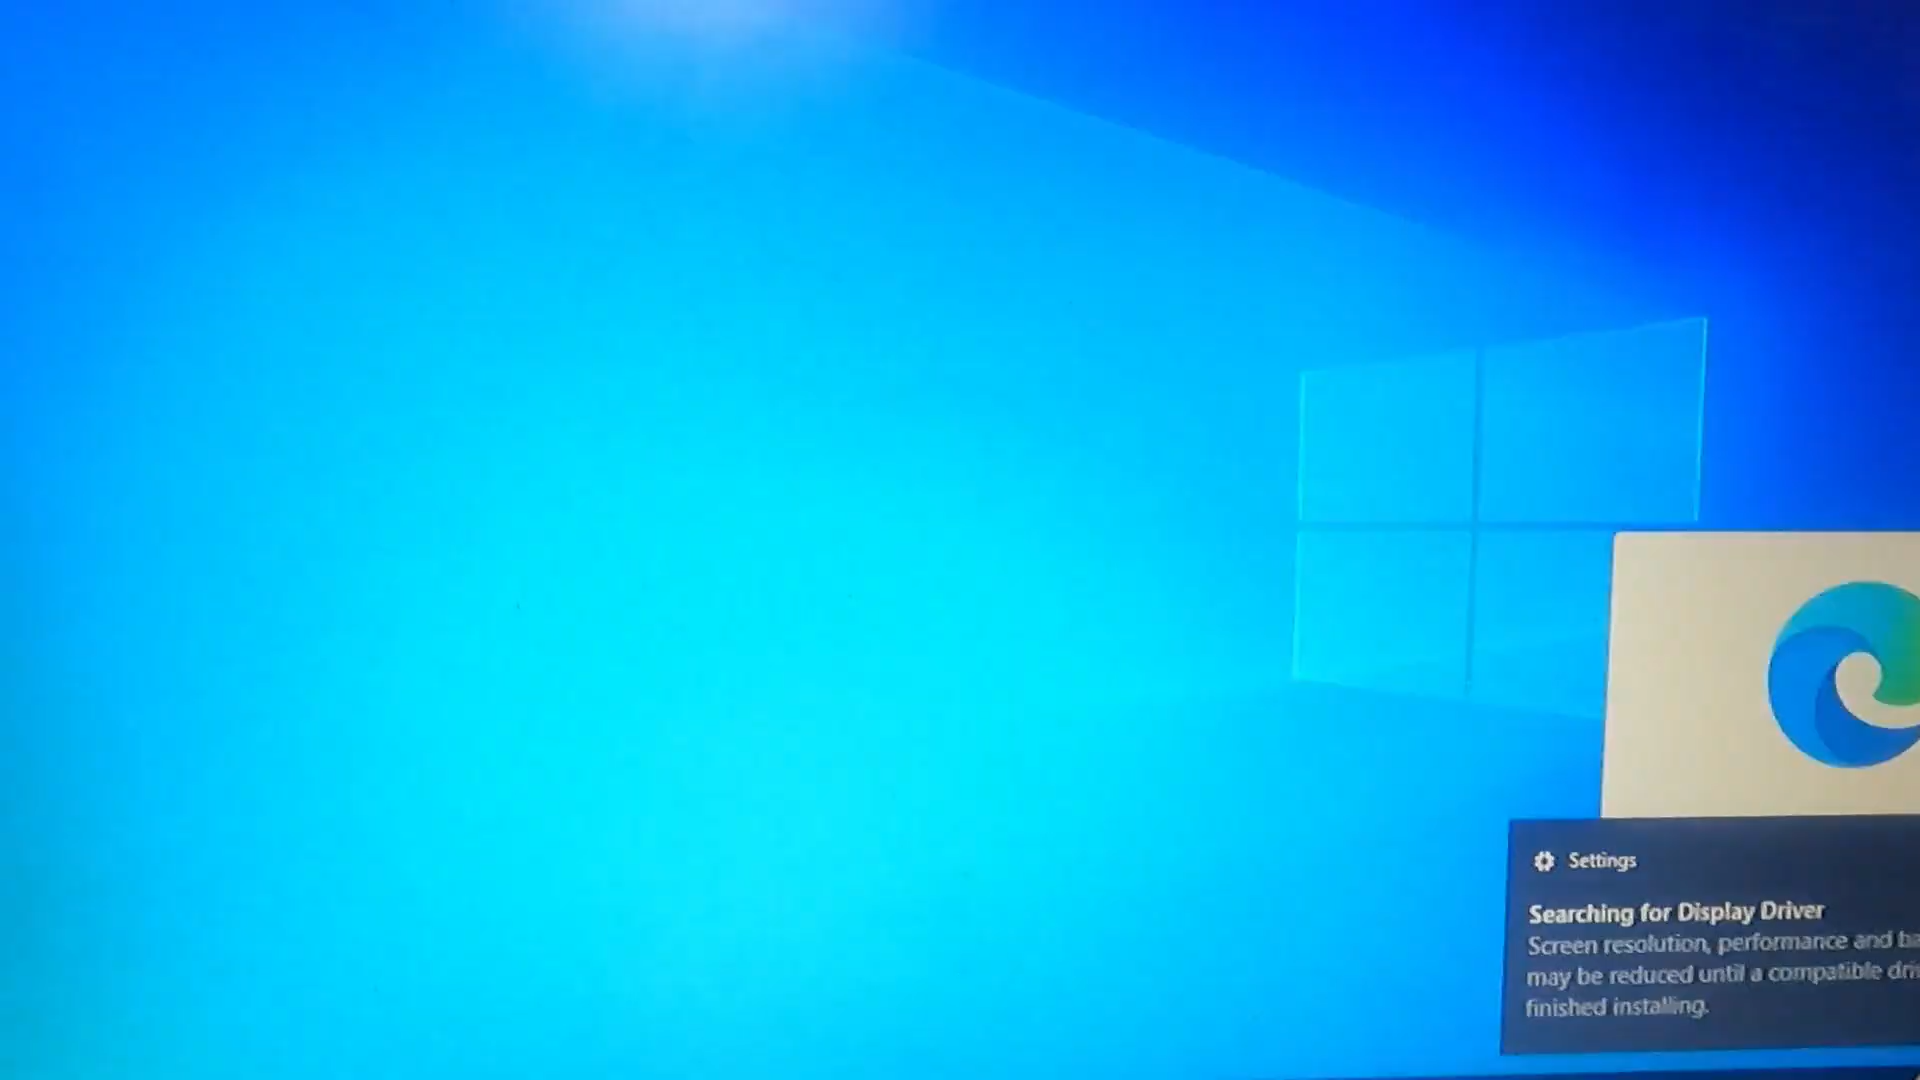 Settings
Searching for Display Driver
Screen resolution, performance and
may be reduced until a compatible
finished installing.